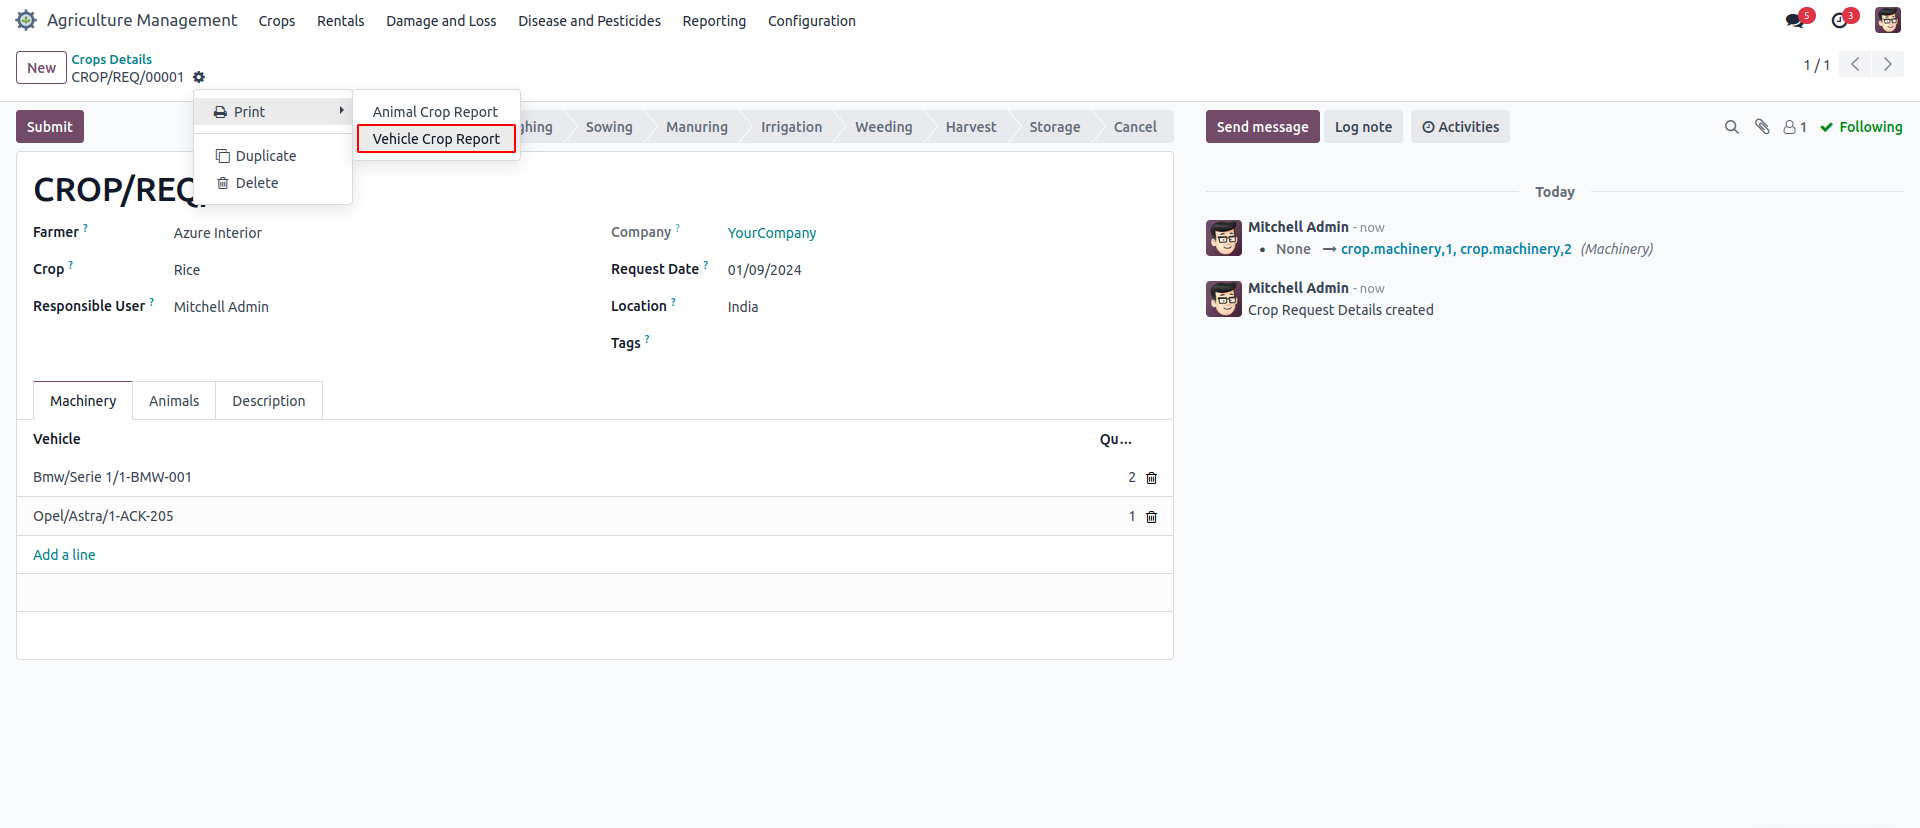 Agriculture Management Crops Rentals Damage and Loss Disease and Pesticides Reporting Configuration 5 3
New Crops Details
CROP/REQ/00001
1 / 1
Print
Duplicate
Delete
Animal Crop Report
Vehicle Crop Report
Submit
ghing Sowing Manuring Irrigation Weeding Harvest Storage Cancel
Send message Log note Activities 1 Following
CROP/REQ/
Farmer ? Azure Interior
Crop ? Rice
Responsible User ? Mitchell Admin
Company ? YourCompany
Request Date ? 01/09/2024
Location ? India
Tags ?
Machinery Animals Description
Vehicle Qu...
Bmw/Serie 1/1-BMW-001 2
Opel/Astra/1-ACK-205 1
Add a line
Today
Mitchell Admin - now
• None → crop.machinery,1, crop.machinery,2 (Machinery)
Mitchell Admin - now
Crop Request Details created